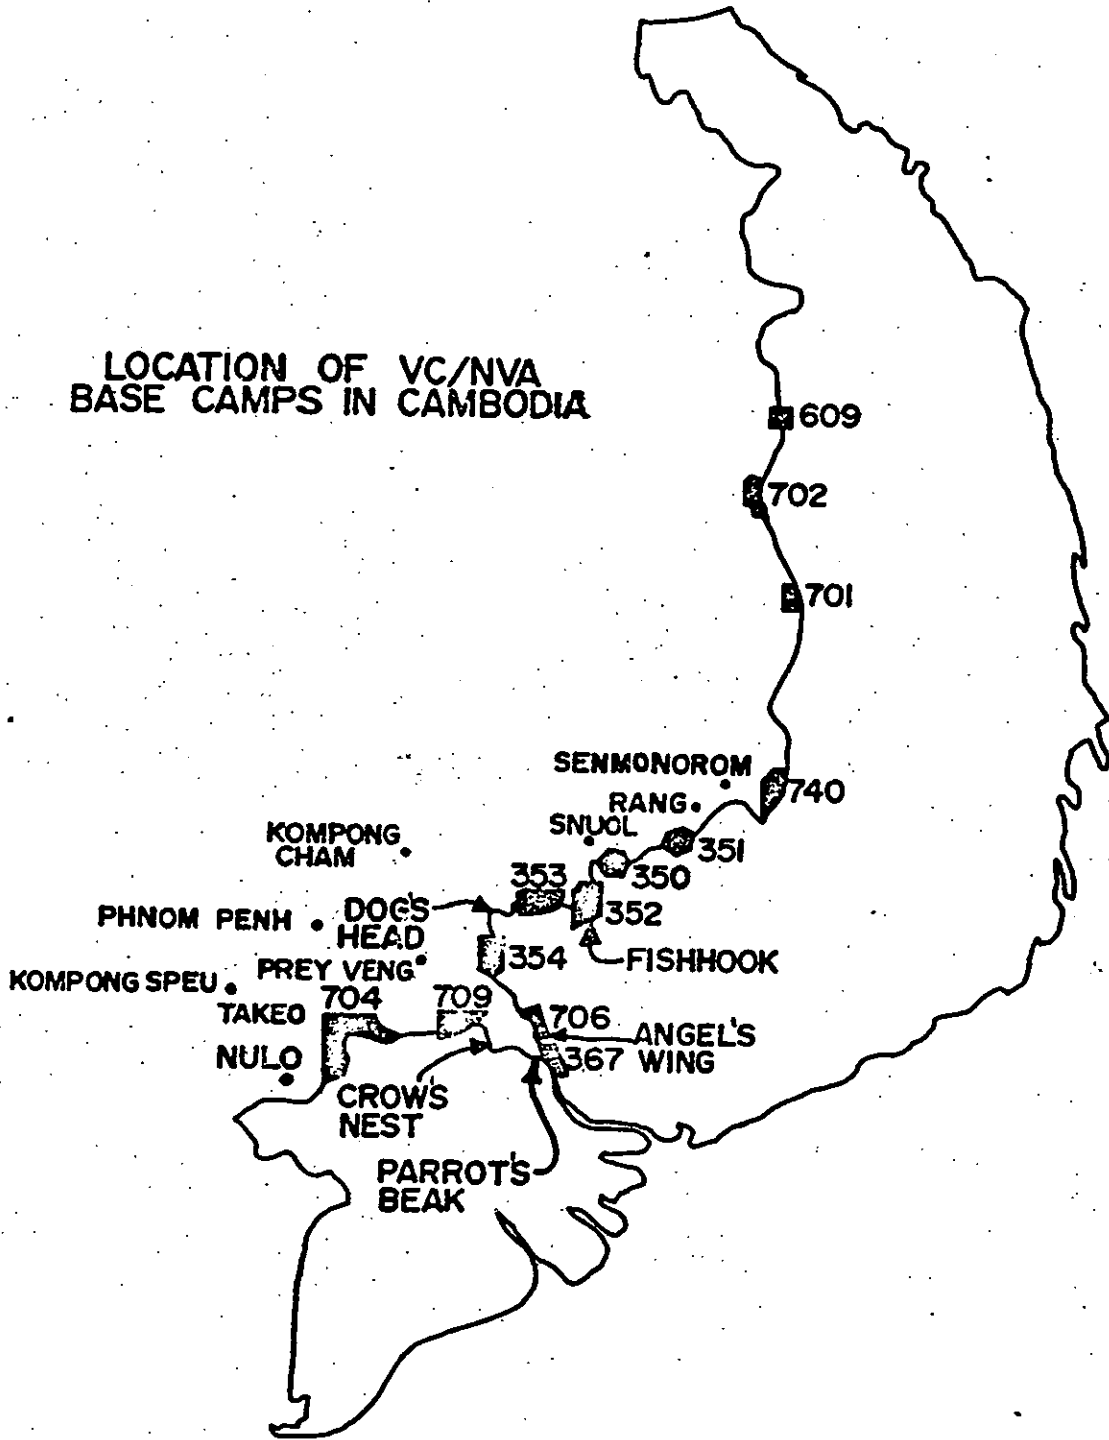 LOCATION OF VC/NVA
BASE CAMPS IN CAMBODIA
609
702
701
SENMONOROM
740
RANG
SNUOL
351
KOMPONG
CHAM
350
353
352
PHNOM PENH
DOG'S
HEAD
354
FISHHOOK
PREY VENG
KOMPONG SPEU
704
709
TAKEO
706
ANGEL'S
WING
NULO
367
CROW'S
NEST
PARROT'S
BEAK